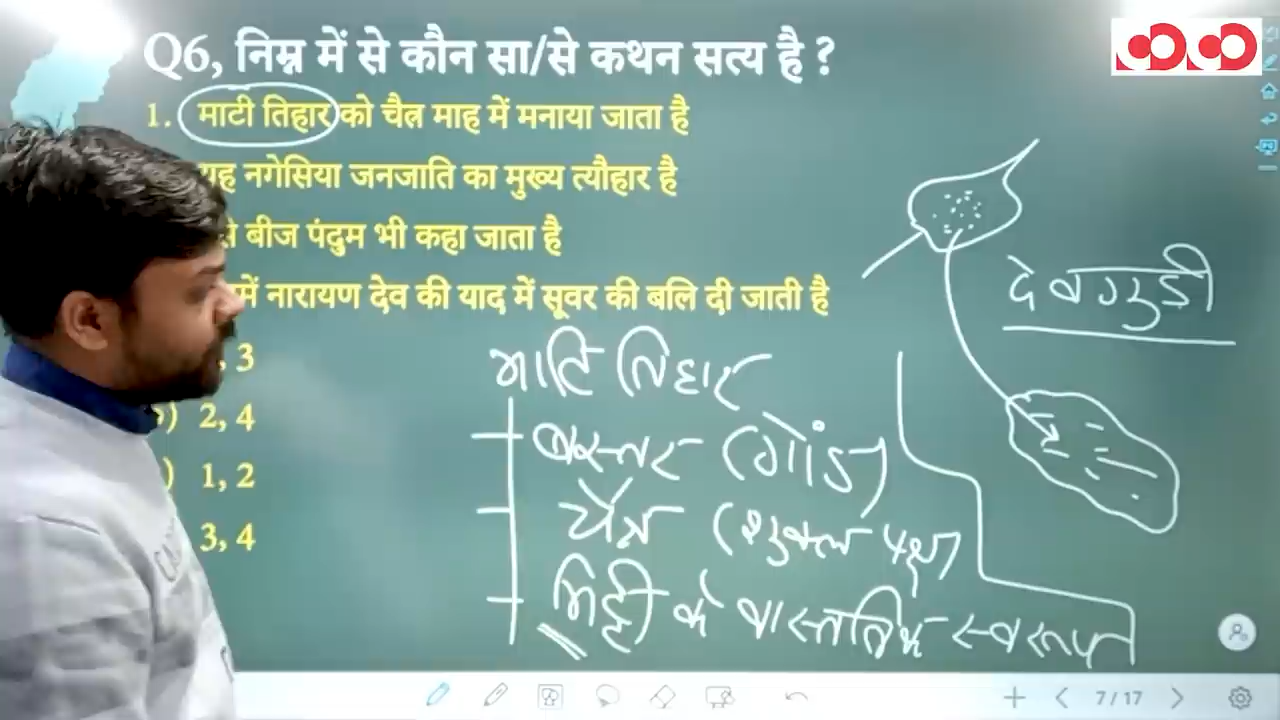 Q6, निम्न में से कौन सा/से कथन सत्य है ?
1. माटी तिहार को चैत्र माह में मनाया जाता है
यह नगेसिया जनजाति का मुख्य त्यौहार है
बीज पंदुम भी कहा जाता है
में नारायण देव की याद में सूवर की बलि दी जाती है
, 3
) 2, 4
) 1, 2
3, 4
माटि तिहार
बस्तर (गोंड)
चैत्र (शुक्ल पक्ष)
मिट्टी के वास्तविक स्वरूप
देवगुडी
7 / 17